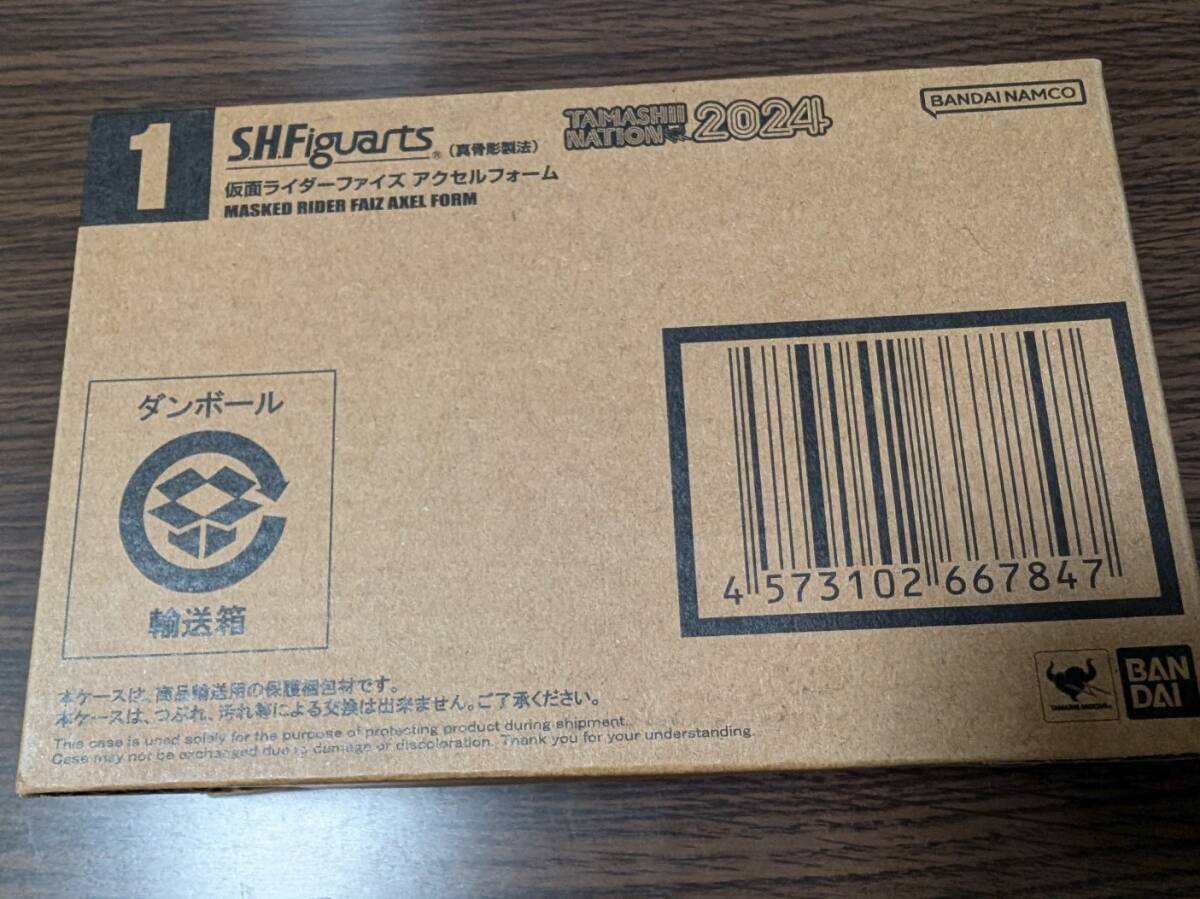 1
S.H.Figuarts® (真骨彫製法)
TAMASHII NATION 2024
BANDAI NAMCO
仮面ライダーファイズ アクセルフォーム
MASKED RIDER FAIZ AXEL FORM
ダンボール
輸送箱
4 573102 667847
本ケースは、商品輸送用の保護梱包材です。
本ケースは、つぶれ、汚れ等による交換は出来ません。ご了承ください。
This case is used solely for the purpose of protecting product during shipment.
Case may not be exchanged due to damage or discoloration. Thank you for your understanding.
BAN
DAI